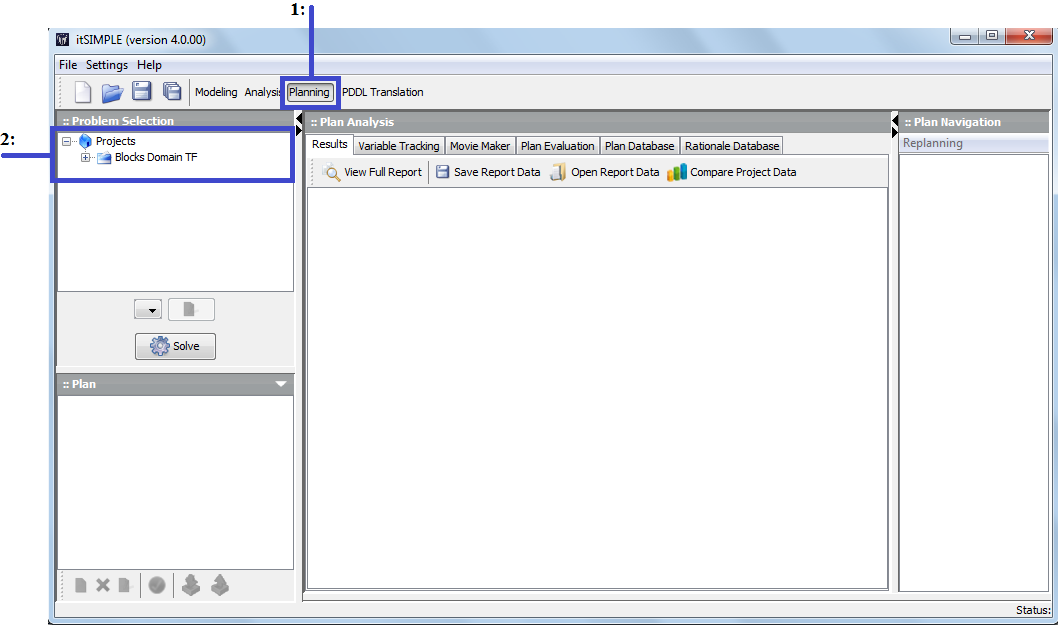 1:
itSIMPLE (version 4.0.00)
File Settings Help
Modeling Analysis Planning PDDL Translation
:: Problem Selection
:: Plan Analysis
:: Plan Navigation
2:
Projects
Blocks Domain TF
Results Variable Tracking Movie Maker Plan Evaluation Plan Database Rationale Database
Replanning
View Full Report Save Report Data Open Report Data Compare Project Data
Solve
:: Plan
Status: